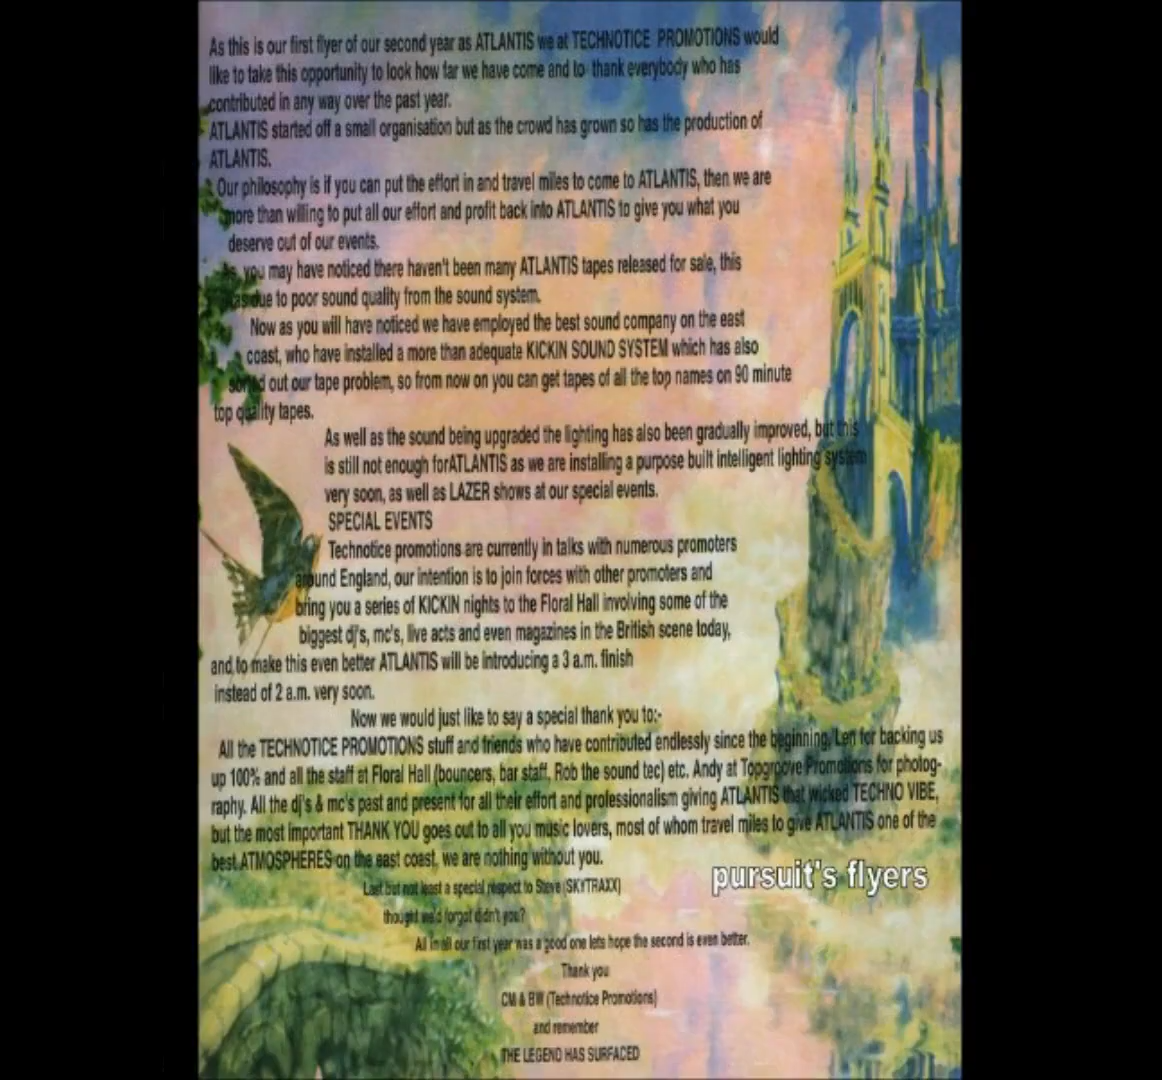 As this is our first flyer of our second year as ATLANTIS we at TECHNOTICE PROMOTIONS would
like to take this opportunity to look how far we have come and to thank everybody who has
contributed in any way over the past year.
ATLANTIS started off a small organisation but as the crowd has grown so has the production of
ATLANTIS.
Our philosophy is if you can put the effort in and travel miles to come to ATLANTIS, then we are
more than willing to put all our effort and profit back into ATLANTIS to give you what you
deserve out of our events.
As you may have noticed there haven't been many ATLANTIS tapes released for sale, this
was due to poor sound quality from the sound system.
Now as you will have noticed we have employed the best sound company on the east
coast, who have installed a more than adequate KICKIN SOUND SYSTEM which has also
sorted out our tape problem, so from now on you can get tapes of all the top names on 90 minute
top quality tapes.
As well as the sound being upgraded the lighting has also been gradually improved, but this
is still not enough forATLANTIS as we are installing a purpose built intelligent lighting system
very soon, as well as LAZER shows at our special events.
SPECIAL EVENTS
Technotice promotions are currently in talks with numerous promoters
around England, our intention is to join forces with other promoters and
bring you a series of KICKIN nights to the Floral Hall involving some of the
biggest dj's, mc's, live acts and even magazines in the British scene today,
and to make this even better ATLANTIS will be introducing a 3 a.m. finish
instead of 2 a.m. very soon.
Now we would just like to say a special thank you to:-
All the TECHNOTICE PROMOTIONS stuff and friends who have contributed endlessly since the beginning, Len for backing us
up 100% and all the staff at Floral Hall (bouncers, bar staff, Rob the sound tec) etc. Andy at Topgroove Promotions for photog-
raphy. All the dj's & mc's past and present for all their effort and professionalism giving ATLANTIS that wicked TECHNO VIBE,
but the most important THANK YOU goes out to all you music lovers, most of whom travel miles to give ATLANTIS one of the
best ATMOSPHERES on the east coast, we are nothing without you.
pursuit's flyers
Last but not least a special respect to Steve (SKYTRAXX)
thought we'd forgot didn't you?
All in all our first year was a good one lets hope the second is even better.
Thank you
CM & BW (Technotice Promotions)
and remember
THE LEGEND HAS SURFACED